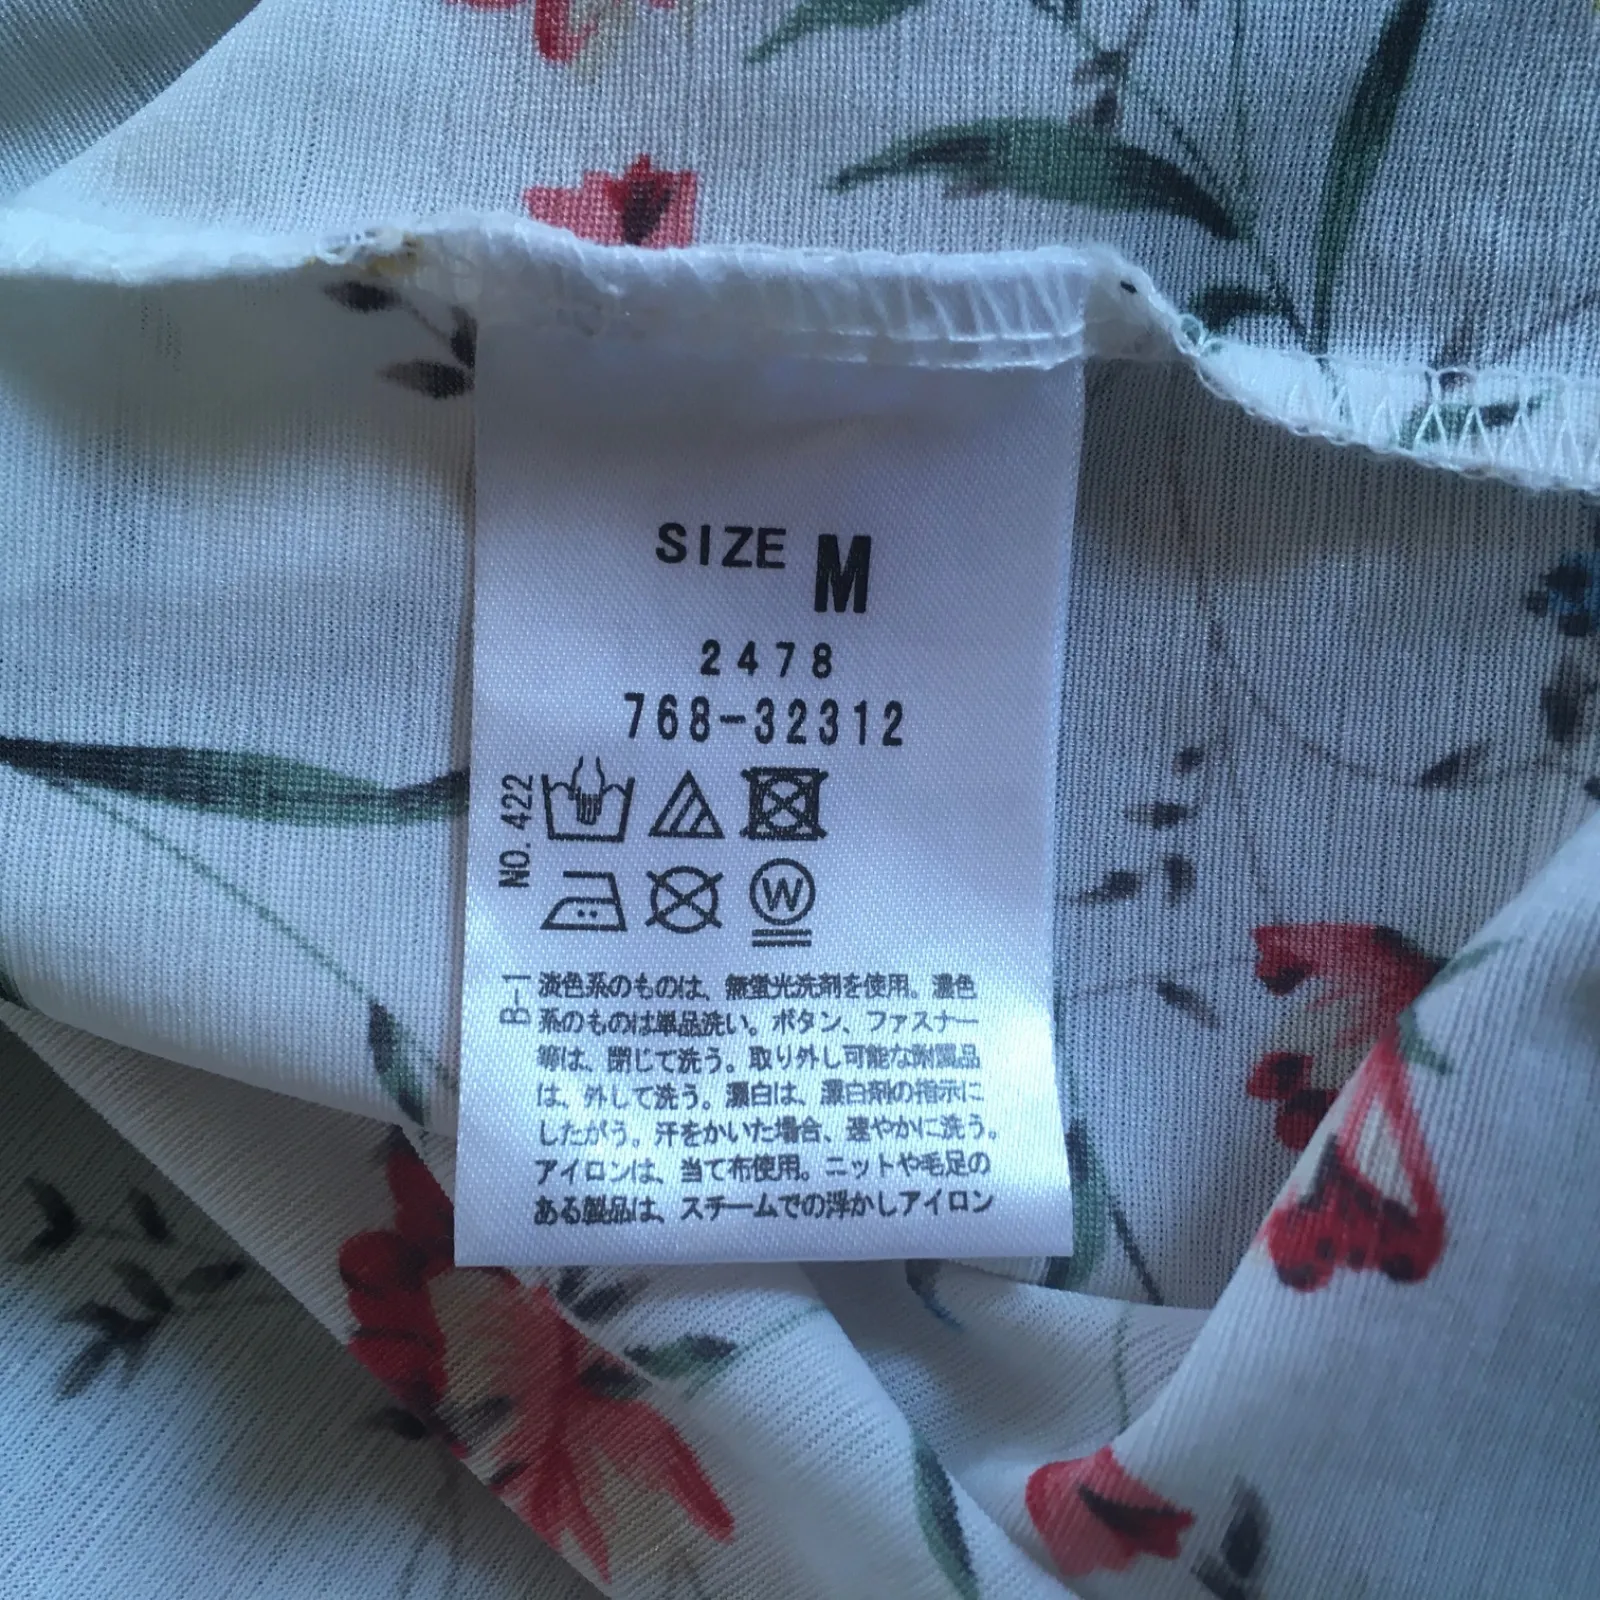 SIZE M
2478
768-32312
NO. 422
W
B-1
淡色系のものは、無蛍光洗剤を使用。濃色
系のものは単品洗い。ボタン、ファスナー
等は、閉じて洗う。取り外し可能な附属品
は、外して洗う。漂白は、漂白剤の指示に
したがう。汗をかいた場合、速やかに洗う。
アイロンは、当て布使用。ニットや毛足の
ある製品は、スチームでの浮かしアイロン